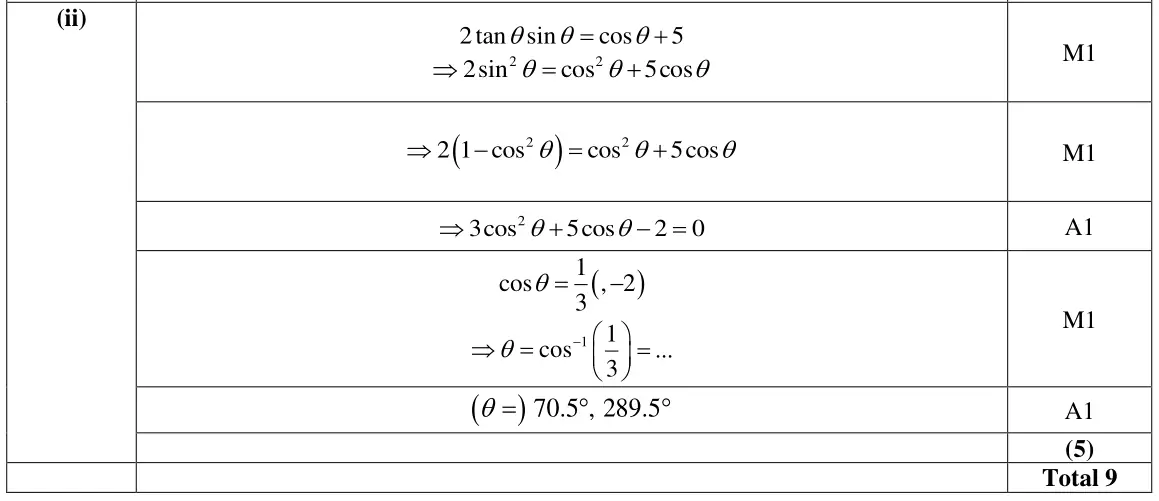 (ii)
2 tan θ sin θ = cos θ + 5
⇒ 2 sin² θ = cos² θ + 5 cos θ
M1
⇒ 2(1 − cos² θ) = cos² θ + 5 cos θ
M1
⇒ 3 cos² θ + 5 cos θ − 2 = 0
A1
cos θ = 1/3 (, −2)
⇒ θ = cos⁻¹(1/3) = ...
M1
(θ =) 70.5°, 289.5°
A1
(5)
Total 9